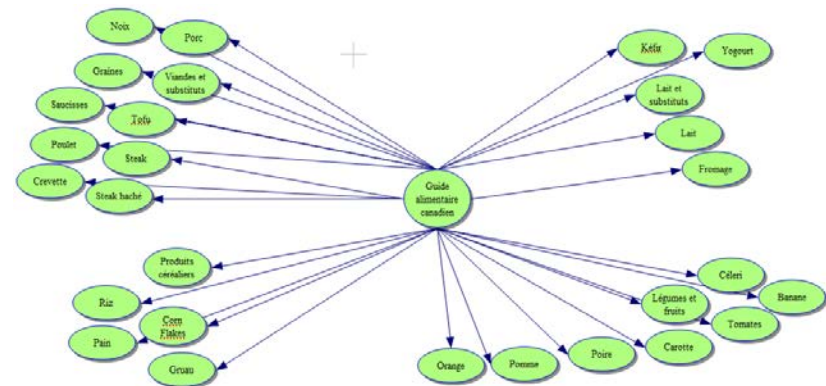 Noix
Porc
Kéfir
Yogourt
Graines
Viandes et
substituts
Lait et
substituts
Saucisses
Tofu
Lait
Poulet
Steak
Fromage
Crevette
Steak haché
Guide
alimentaire
canadien
Produits
céréaliers
Céleri
Riz
Légumes et
fruits
Banane
Corn
Flakes
Tomates
Pain
Carotte
Gruau
Orange
Pomme
Poire